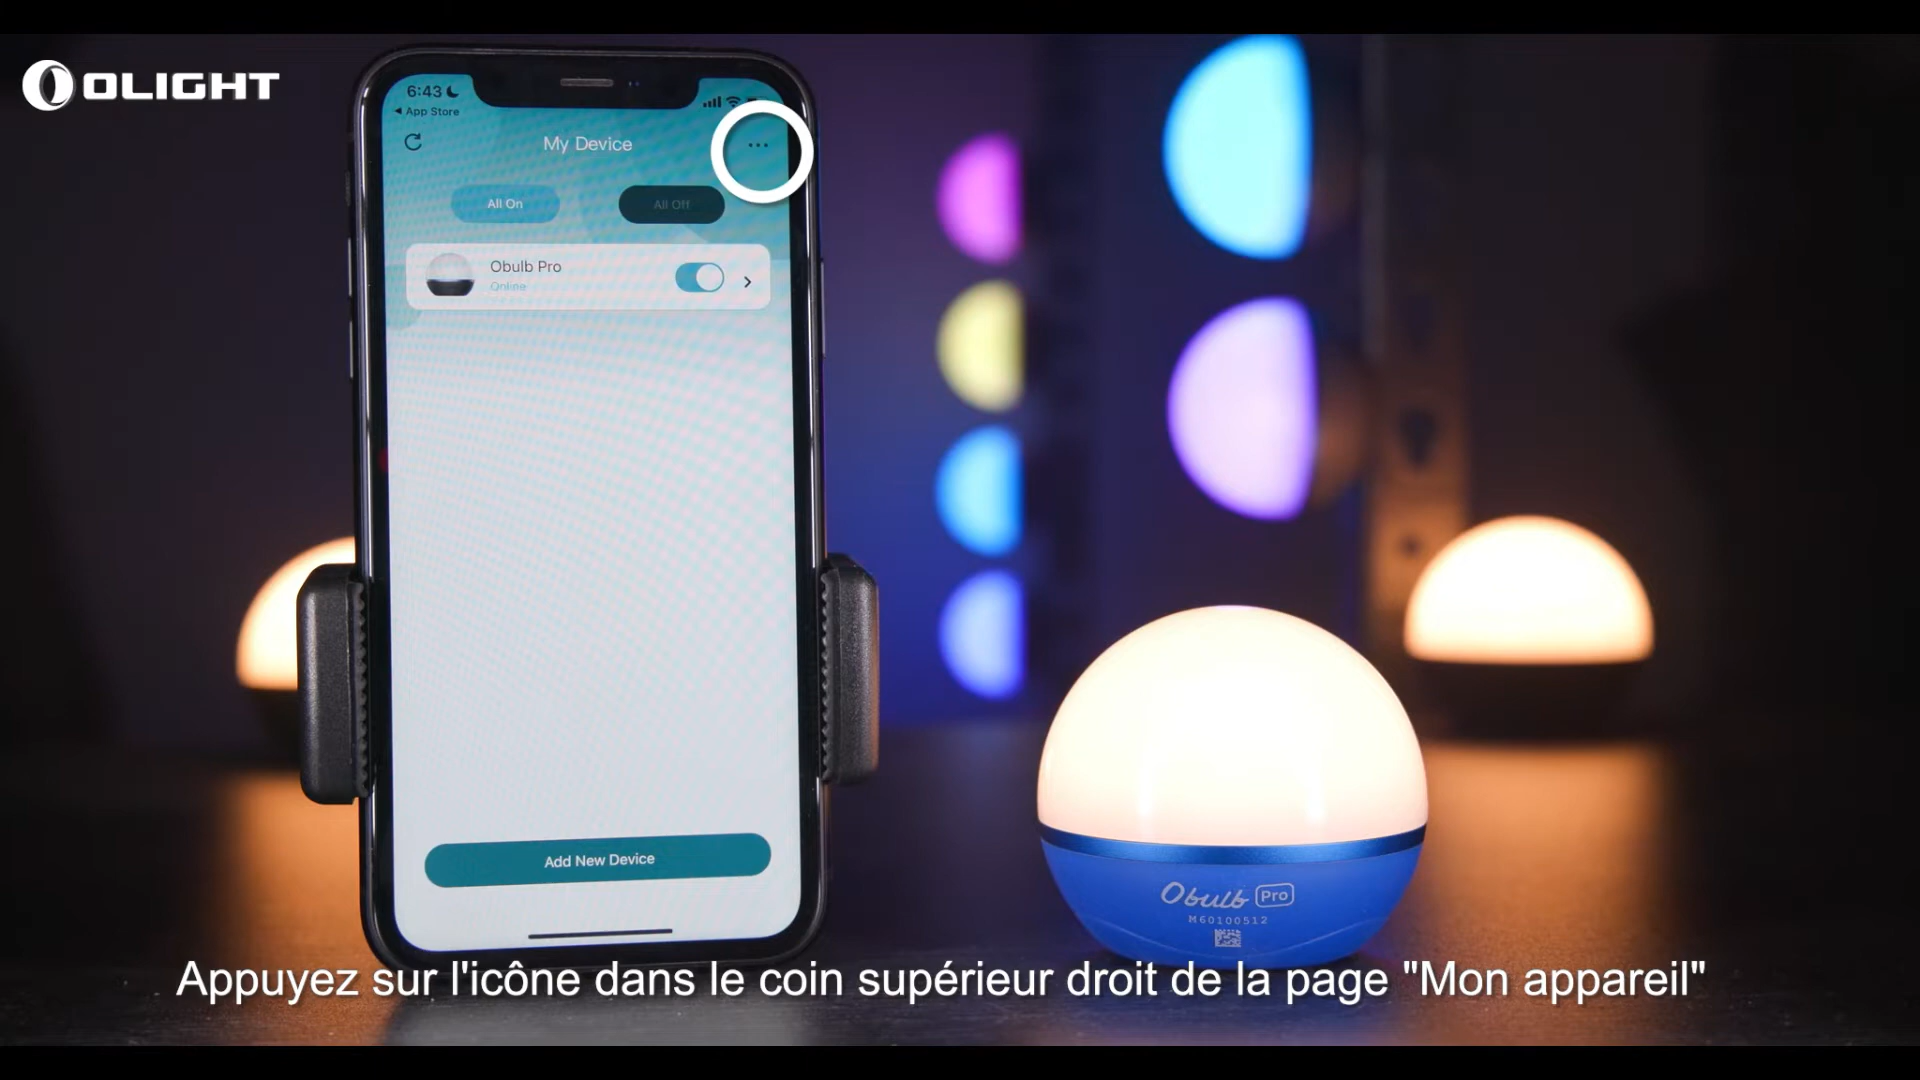 OLIGHT
6:43
App Store
My Device
All On
All Off
Obulb Pro
Online
Add New Device
Obulb Pro
M60100512
Appuyez sur l'icône dans le coin supérieur droit de la page "Mon appareil"